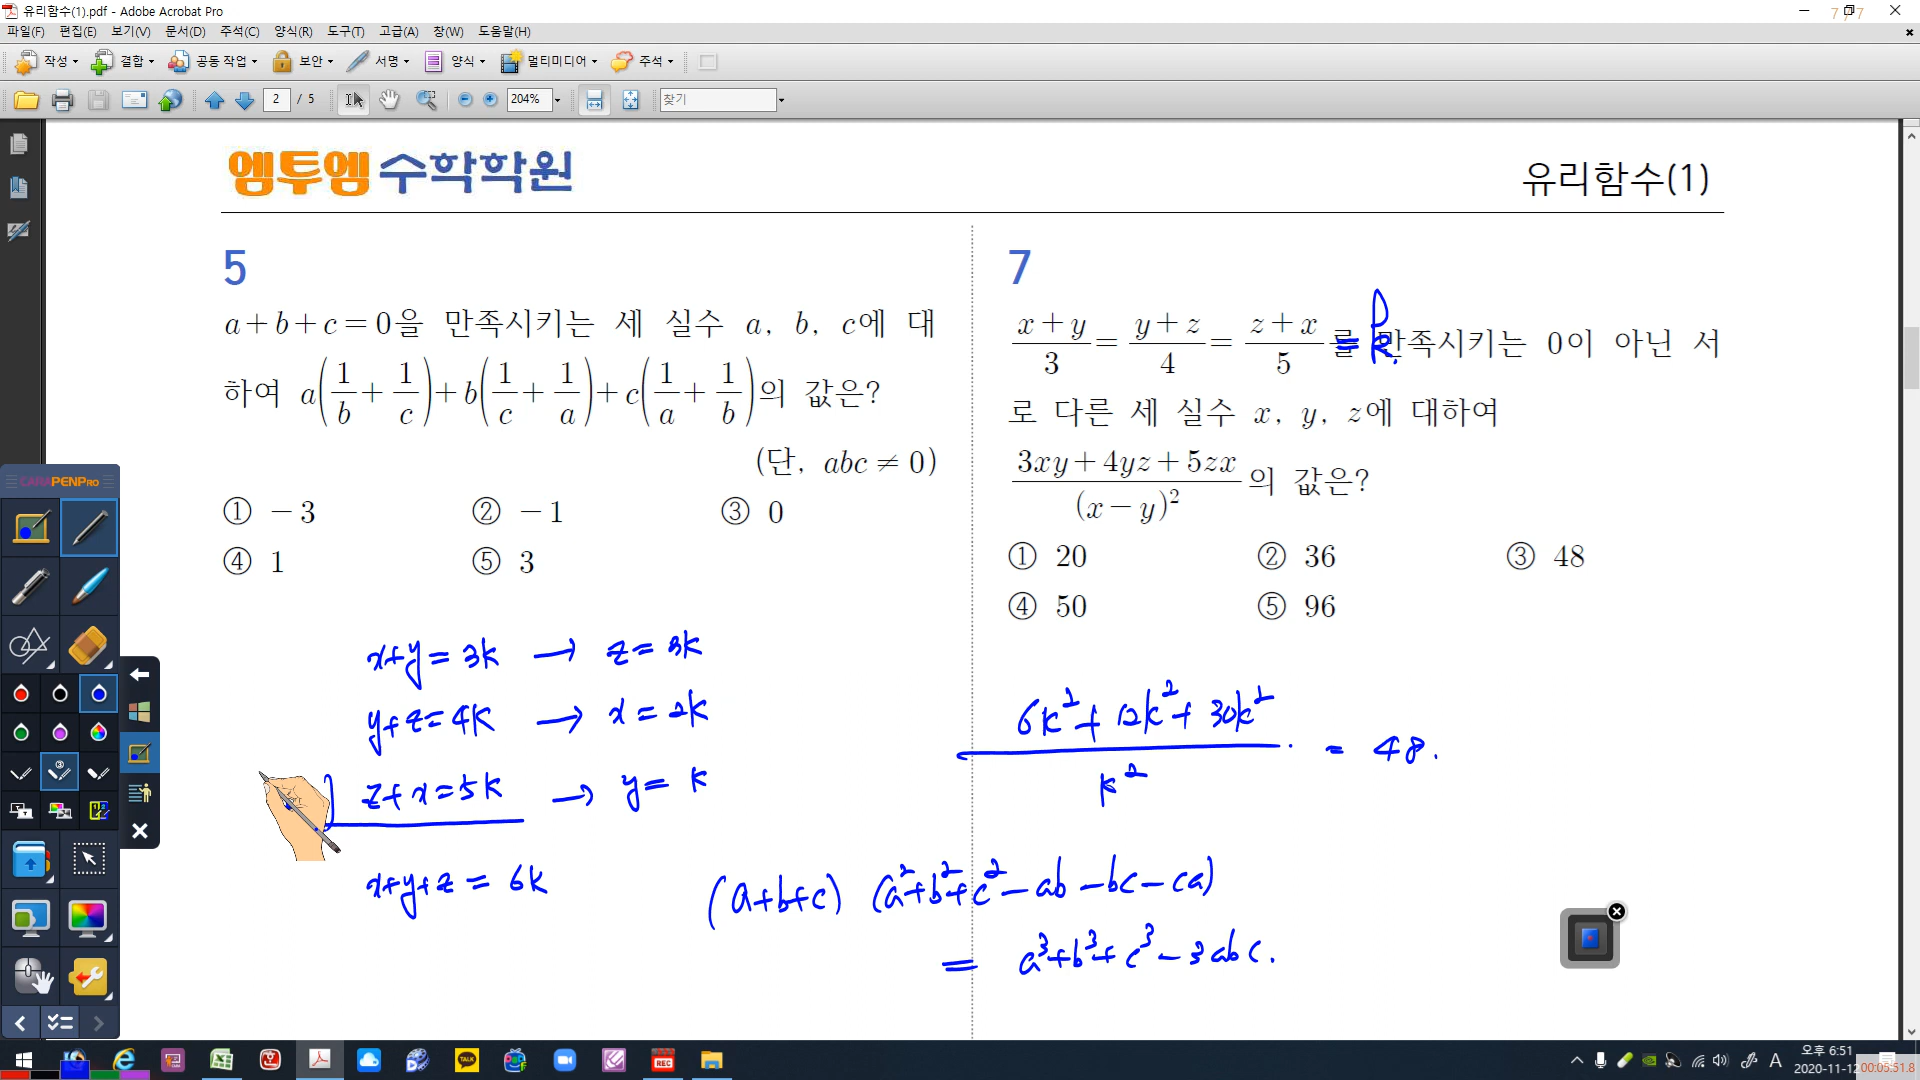 유리함수(1).pdf - Adobe Acrobat Pro
파일(F) 편집(E) 보기(V) 문서(D) 주석(C) 양식(R) 도구(T) 고급(A) 창(W) 도움말(H)
작성 결합 공동 작업 보안 서명 양식 멀티미디어 주석
2 / 5 204% 찾기
엠투엠 수학학원
유리함수(1)
5
a+b+c=0을 만족시키는 세 실수 a, b, c에 대
하여 a(1/b+1/c)+b(1/c+1/a)+c(1/a+1/b)의 값은?
(단, abc≠0)
① -3 ② -1 ③ 0
④ 1 ⑤ 3
x+y=3k → z=3k
y+z=4k → x=2k
z+x=5k → y=k
x+y+z=6k
7
(x+y)/3=(y+z)/4=(z+x)/5를 =k 만족시키는 0이 아닌 서
로 다른 세 실수 x, y, z에 대하여
(3xy+4yz+5zx)/(x-y)²의 값은?
① 20 ② 36 ③ 48
④ 50 ⑤ 96
(6k²+12k²+30k²)/k² = 48.
(a+b+c)(a²+b²+c²-ab-bc-ca)
= a³+b³+c³-3abc.
CARAPENPRO
TALK
REC
A
오후 6:51
2020-11-12
00:05:51.8